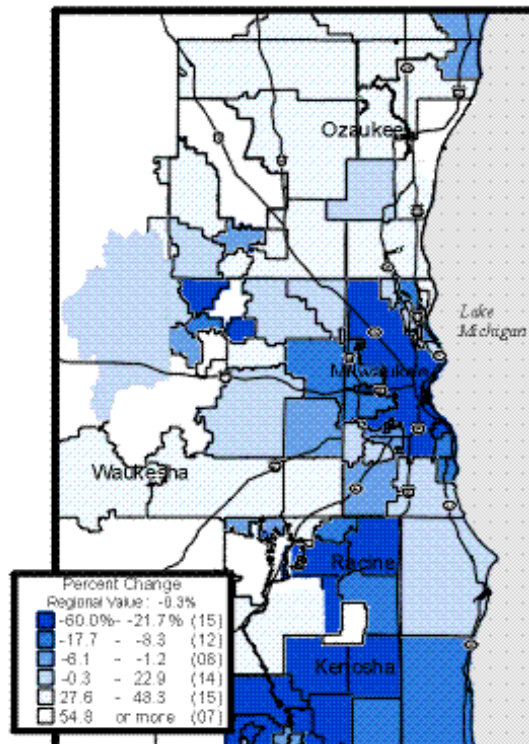 Ozaukee
Lake
Michigan
Milwaukee
Waukesha
Racine
Kenosha
Percent Change
Regional Value: -0.3%
-60.0% - -21.7% (15)
-17.7 - -8.3 (12)
-6.1 - -1.2 (08)
-0.3 - 22.9 (14)
27.6 - 48.3 (15)
54.8 or more (07)